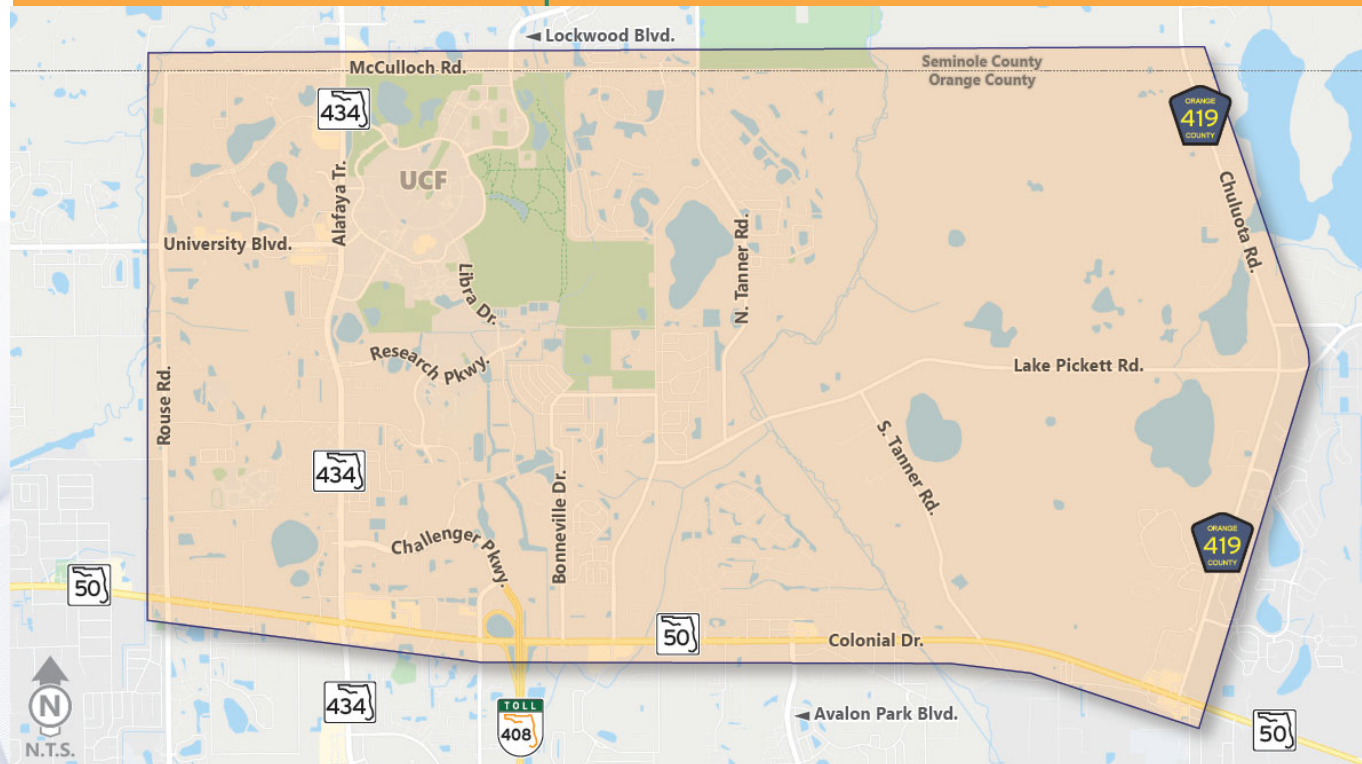 Lockwood Blvd.
McCulloch Rd.
Seminole County
Orange County
434
ORANGE
419
COUNTY
UCF
Alafaya Tr.
Chuluota Rd.
University Blvd.
N. Tanner Rd.
Libra Dr.
Research Pkwy.
Lake Pickett Rd.
Rouse Rd.
434
S. Tanner Rd.
Bonneville Dr.
Challenger Pkwy.
ORANGE
419
COUNTY
50
50
Colonial Dr.
N
N.T.S.
434
TOLL
408
Avalon Park Blvd.
50